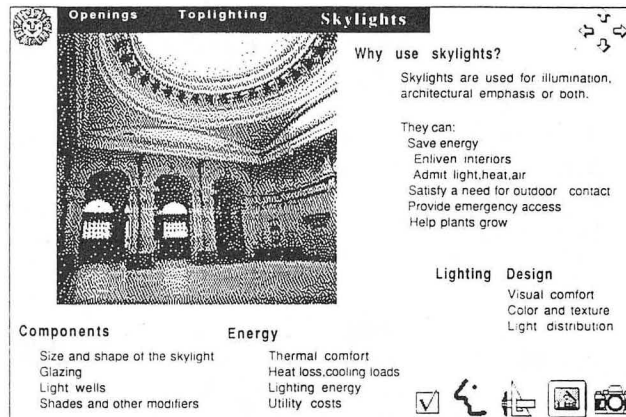 Openings Toplighting Skylights
Why use skylights?
Skylights are used for illumination,
architectural emphasis or both.
They can:
Save energy
Enliven interiors
Admit light,heat,air
Satisfy a need for outdoor contact
Provide emergency access
Help plants grow
Lighting Design
Visual comfort
Color and texture
Light distribution
Components
Size and shape of the skylight
Glazing
Light wells
Shades and other modifiers
Energy
Thermal comfort
Heat loss,cooling loads
Lighting energy
Utility costs